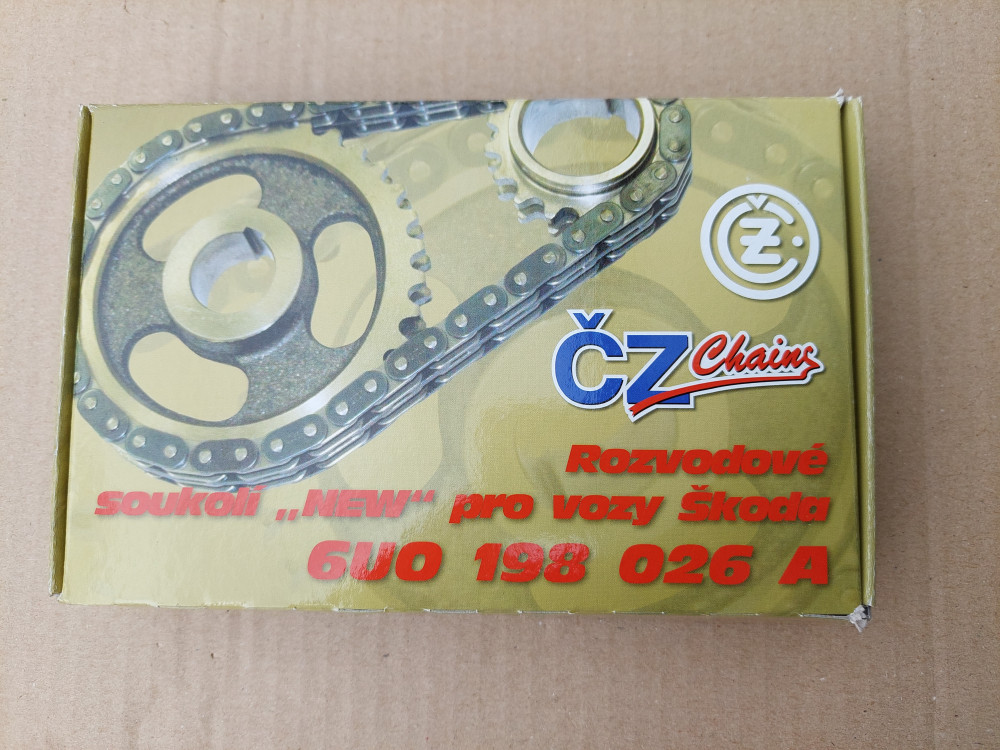 ČZ
ČZ Chains
Rozvodové
soukolí „NEW“ pro vozy Škoda
6U0 198 026 A